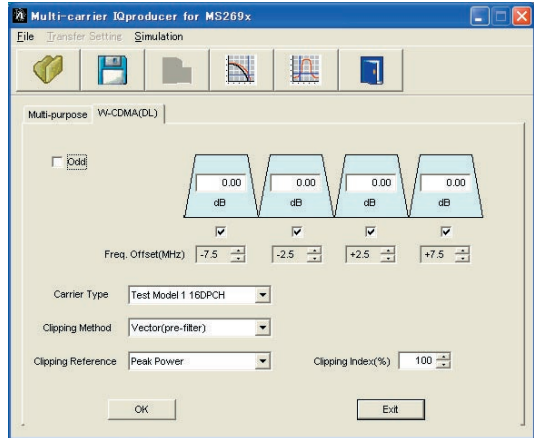 Multi-carrier IQproducer for MS269x
File Transfer Setting Simulation
Multi-purpose W-CDMA(DL)
Odd
0.00 0.00 0.00 0.00
dB dB dB dB
Freq. Offset(MHz) -7.5 -2.5 +2.5 +7.5
Carrier Type Test Model 1 16DPCH
Clipping Method Vector(pre-filter)
Clipping Reference Peak Power Clipping Index(%) 100
OK Exit